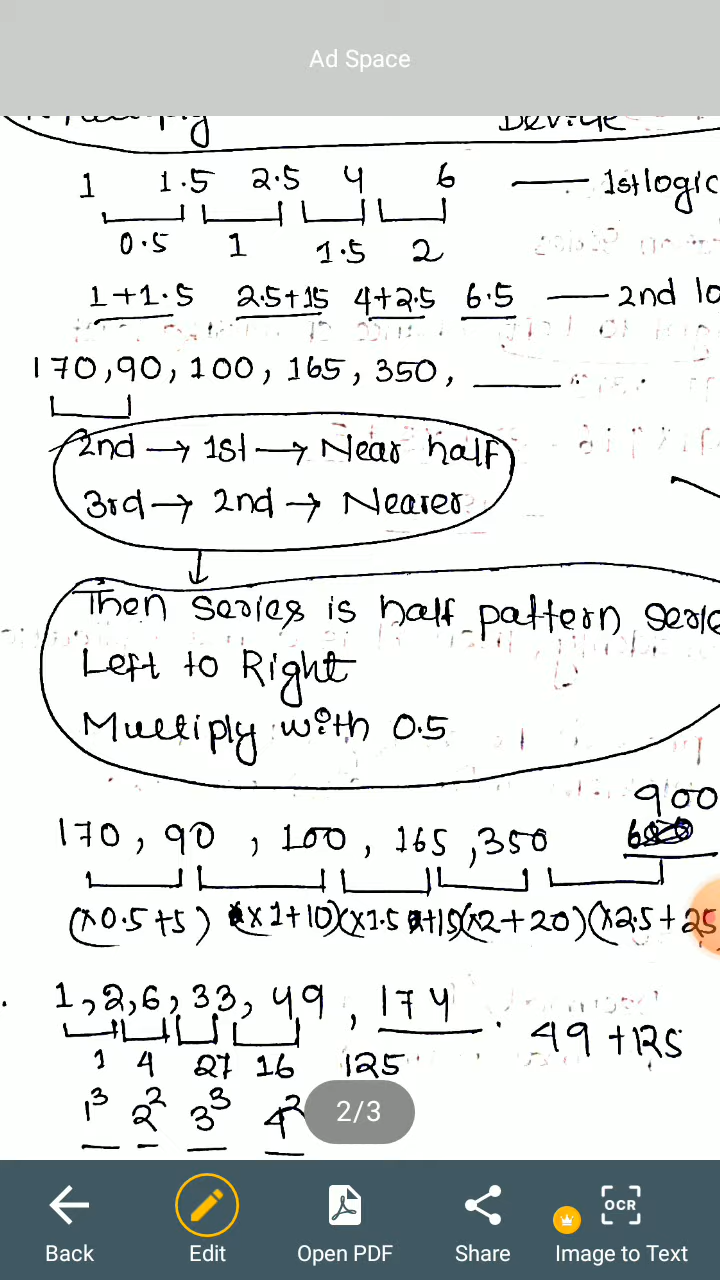 Ad Space
1 1.5 2.5 4 6 — 1st logic
0.5 1 1.5 2
1+1.5 2.5+15 4+2.5 6.5 — 2nd lo
170, 90, 100, 165, 350, ____
2nd → 1st → Near half
3rd → 2nd → Nearer
Then series is half pattern serie
Left to Right
Multiply with 0.5
900
170, 90, 100, 165, 350
(×0.5+5) (×1+10) (×1.5+15) (×2+20) (×2.5+25
1, 2, 6, 33, 49, 174. 49+125
1 4 27 16 125
1³ 2² 3³ 4²
2/3
Back Edit Open PDF Share Image to Text
OCR